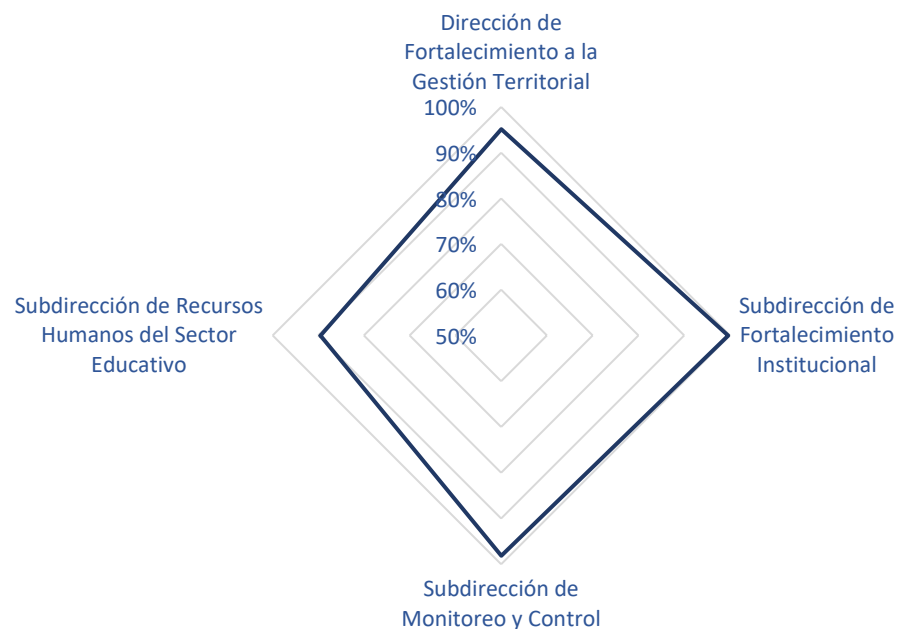 Dirección de
Fortalecimiento a la
Gestión Territorial
100%
90%
80%
70%
60%
50%
Subdirección de Recursos
Humanos del Sector
Educativo
Subdirección de
Fortalecimiento
Institucional
Subdirección de
Monitoreo y Control